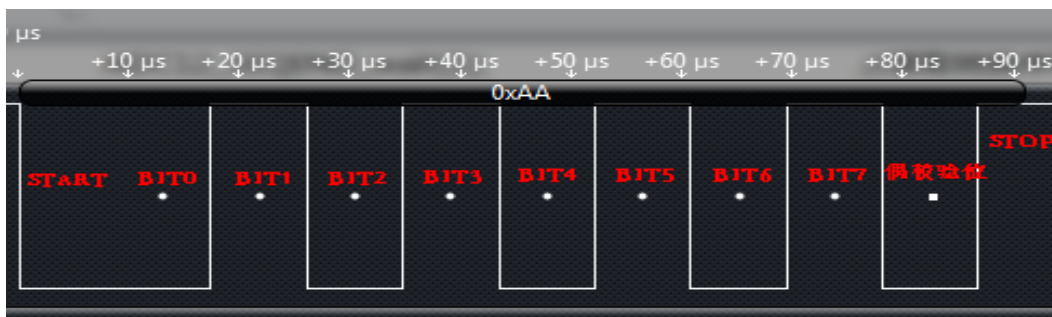 μs
+10 μs +20 μs +30 μs +40 μs +50 μs +60 μs +70 μs +80 μs +90 μs
0xAA
STOP
START BIT0 BIT1 BIT2 BIT3 BIT4 BIT5 BIT6 BIT7 偶校验位